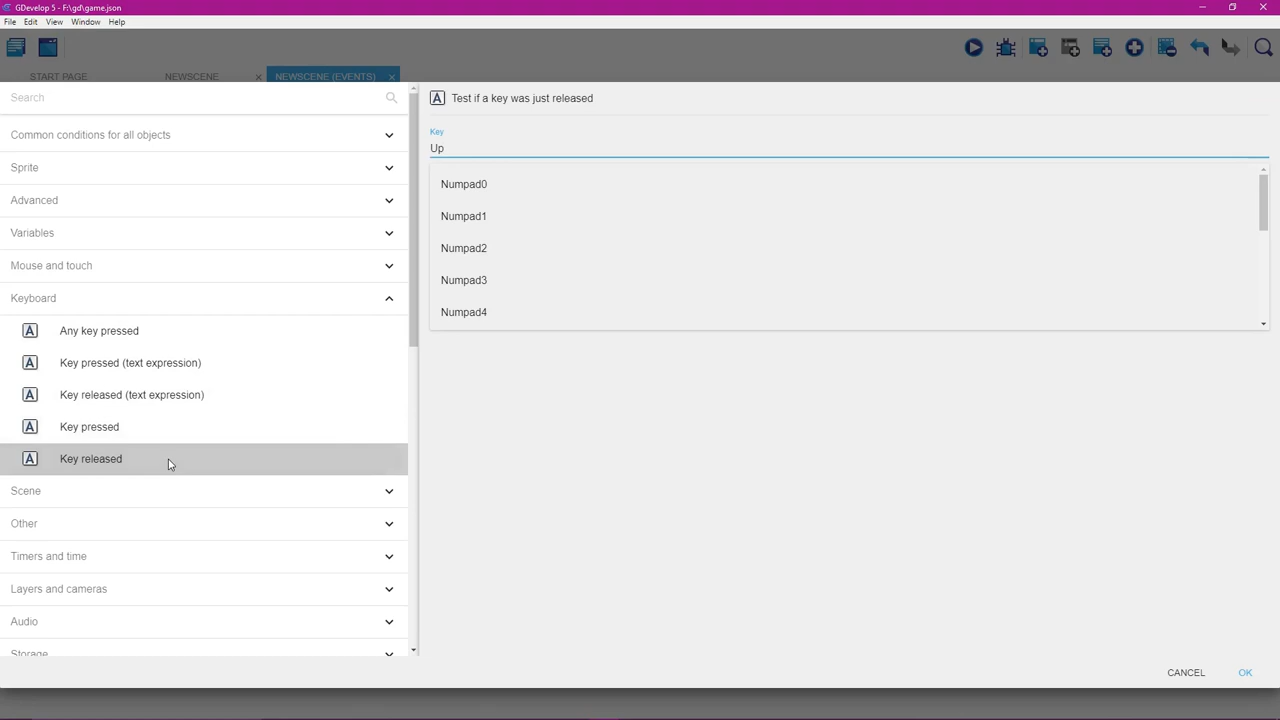 GDevelop 5 - F:\gd\game.json
File Edit View Window Help
START PAGE NEWSCENE × NEWSCENE (EVENTS) ×
Search
Common conditions for all objects
Sprite
Advanced
Variables
Mouse and touch
Keyboard
A Any key pressed
A Key pressed (text expression)
A Key released (text expression)
A Key pressed
A Key released
Scene
Other
Timers and time
Layers and cameras
Audio
Storage
A Test if a key was just released
Key
Up
Numpad0
Numpad1
Numpad2
Numpad3
Numpad4
CANCEL OK